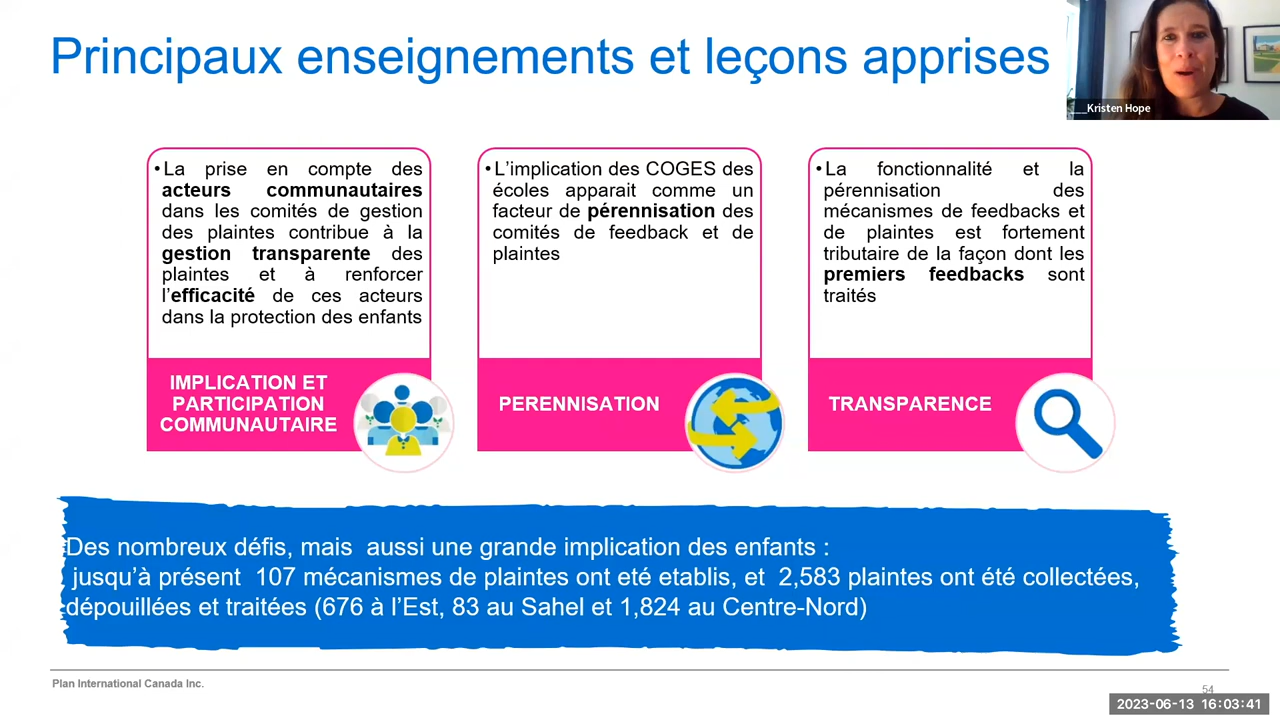 Principaux enseignements et leçons apprises
___Kristen Hope
•La prise en compte des
acteurs communautaires
dans les comités de gestion
des plaintes contribue à la
gestion transparente des
plaintes et à renforcer
l’efficacité de ces acteurs
dans la protection des enfants
IMPLICATION ET
PARTICIPATION
COMMUNAUTAIRE
•L’implication des COGES des
écoles apparait comme un
facteur de pérennisation des
comités de feedback et de
plaintes
PERENNISATION
•La fonctionnalité et la
pérennisation des
mécanismes de feedbacks et
de plaintes est fortement
tributaire de la façon dont les
premiers feedbacks sont
traités
TRANSPARENCE
Des nombreux défis, mais aussi une grande implication des enfants :
jusqu’à présent 107 mécanismes de plaintes ont eté etablis, et 2,583 plaintes ont été collectées,
dépouillées et traitées (676 à l’Est, 83 au Sahel et 1,824 au Centre-Nord)
Plan International Canada Inc.
54
2023-06-13 16:03:41